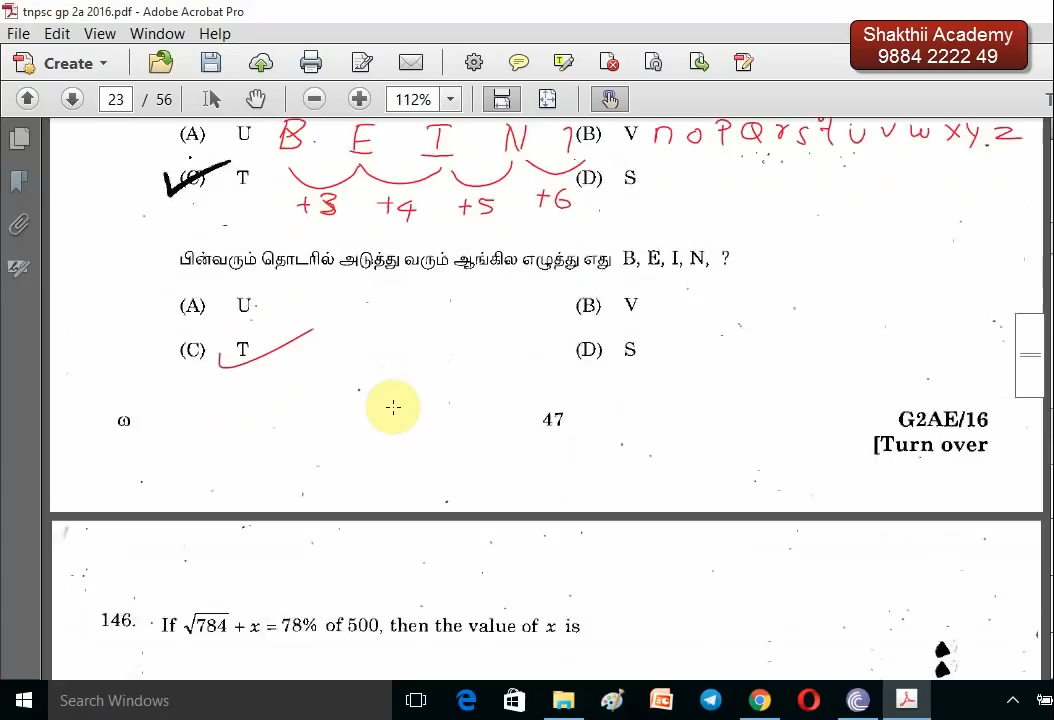 tnpsc gp 2a 2016.pdf - Adobe Acrobat Pro
File Edit View Window Help
Shakthii Academy
9884 2222 49
Create
23 / 56
112%
(A) U B E I N ? (B) V n o P Q r s t u v w x y z
(C) T (D) S
+3 +4 +5 +6
பின்வரும் தொடரில் அடுத்து வரும் ஆங்கில எழுத்து எது B, E, I, N, ?
(A) U (B) V
(C) T (D) S
ω 47 G2AE/16
[Turn over
146. If √784 + x = 78% of 500, then the value of x is
Search Windows